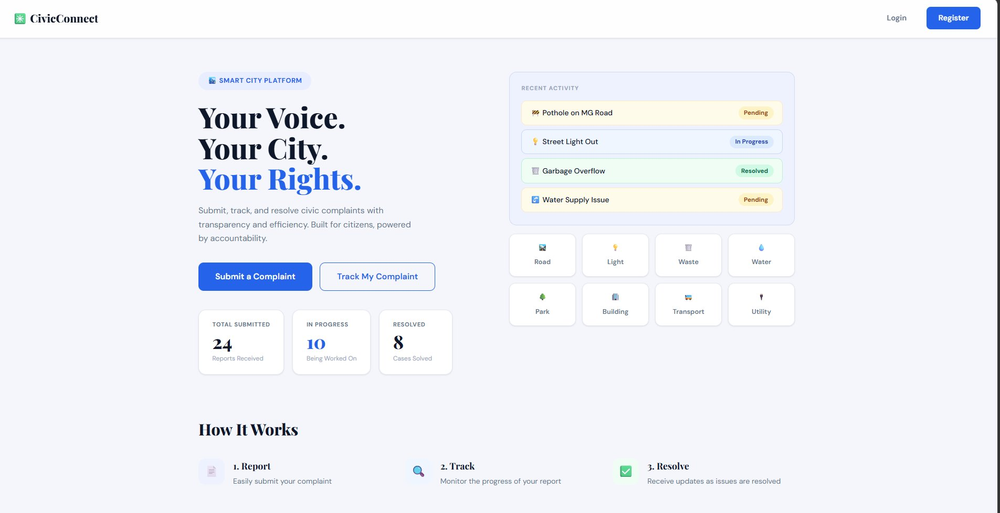 CivicConnect
Login
Register
SMART CITY PLATFORM
Your Voice.
Your City.
Your Rights.
Submit, track, and resolve civic complaints with
transparency and efficiency. Built for citizens, powered
by accountability.
Submit a Complaint
Track My Complaint
TOTAL SUBMITTED
24
Reports Received
IN PROGRESS
10
Being Worked On
RESOLVED
8
Cases Solved
RECENT ACTIVITY
Pothole on MG Road
Pending
Street Light Out
In Progress
Garbage Overflow
Resolved
Water Supply Issue
Pending
Road
Light
Waste
Water
Park
Building
Transport
Utility
How It Works
1. Report
Easily submit your complaint
2. Track
Monitor the progress of your report
3. Resolve
Receive updates as issues are resolved